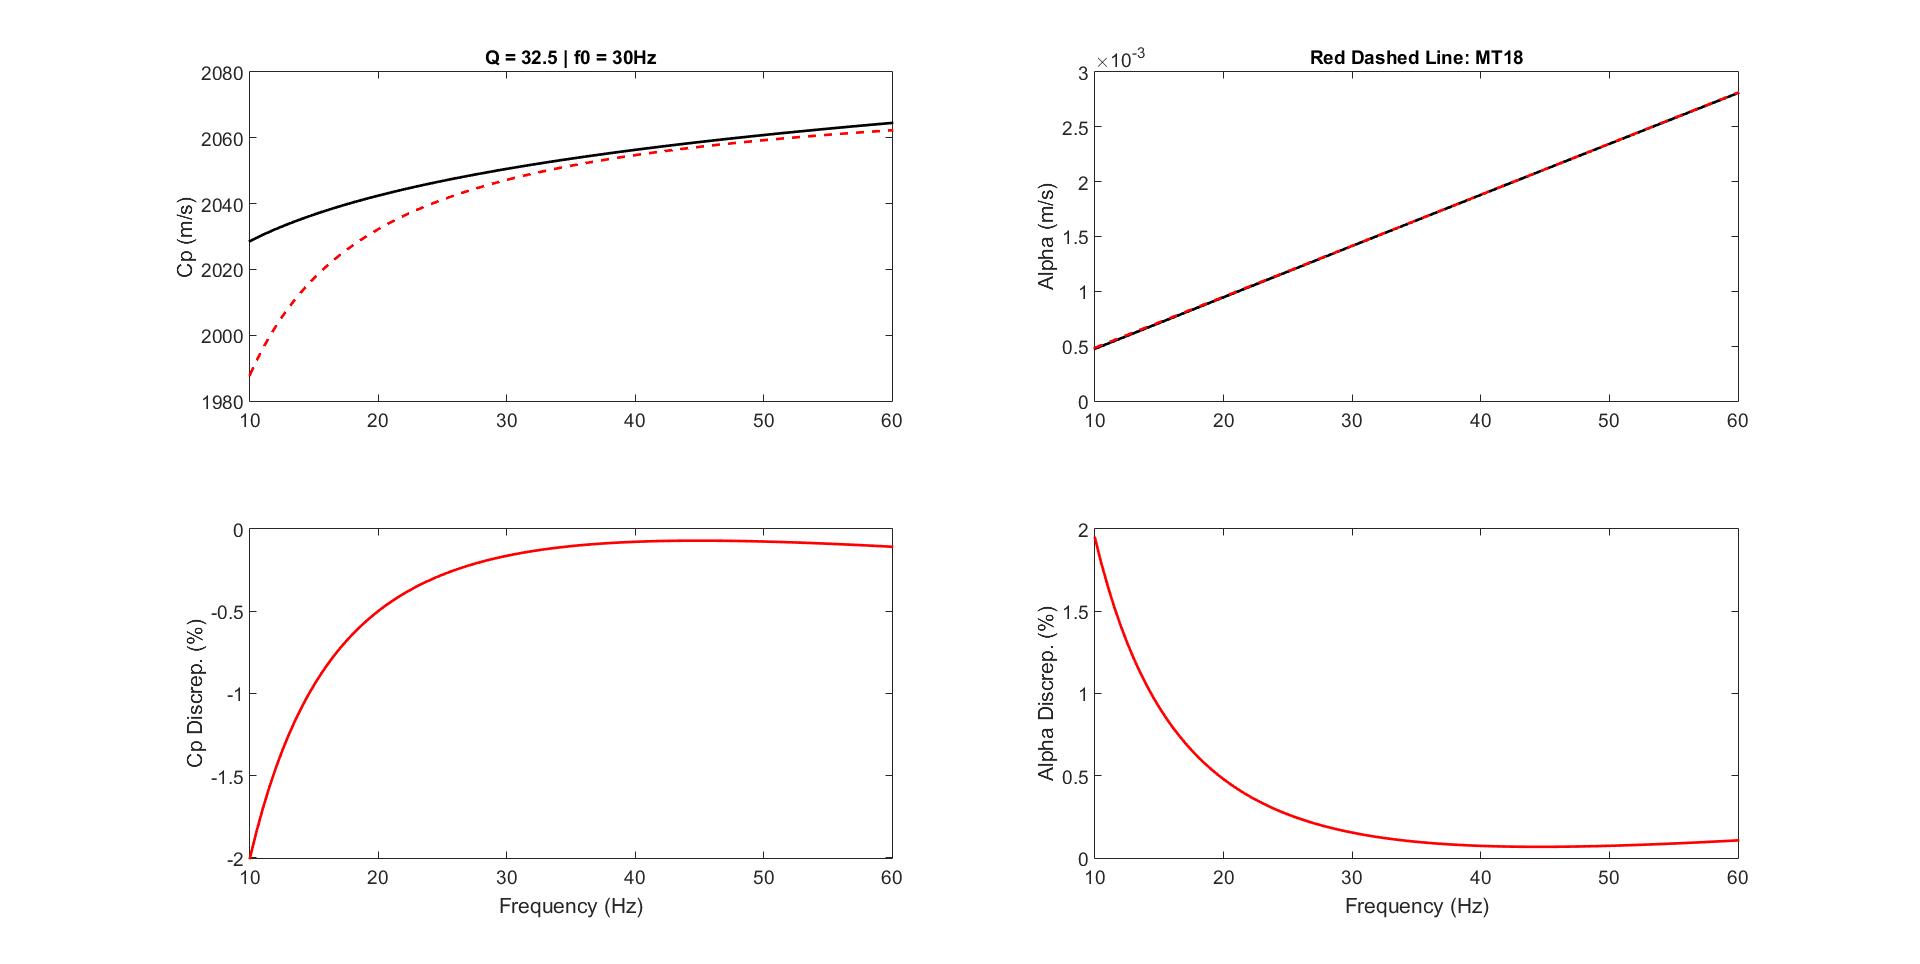 Q = 32.5 | f0 = 30Hz
2080
2060
2040
2020
2000
1980
Cp (m/s)
10 20 30 40 50 60
Red Dashed Line: MT18
×10-3
3
2.5
2
1.5
1
0.5
0
Alpha (m/s)
10 20 30 40 50 60
0
-0.5
-1
-1.5
-2
Cp Discrep. (%)
10 20 30 40 50 60
Frequency (Hz)
2
1.5
1
0.5
0
Alpha Discrep. (%)
10 20 30 40 50 60
Frequency (Hz)